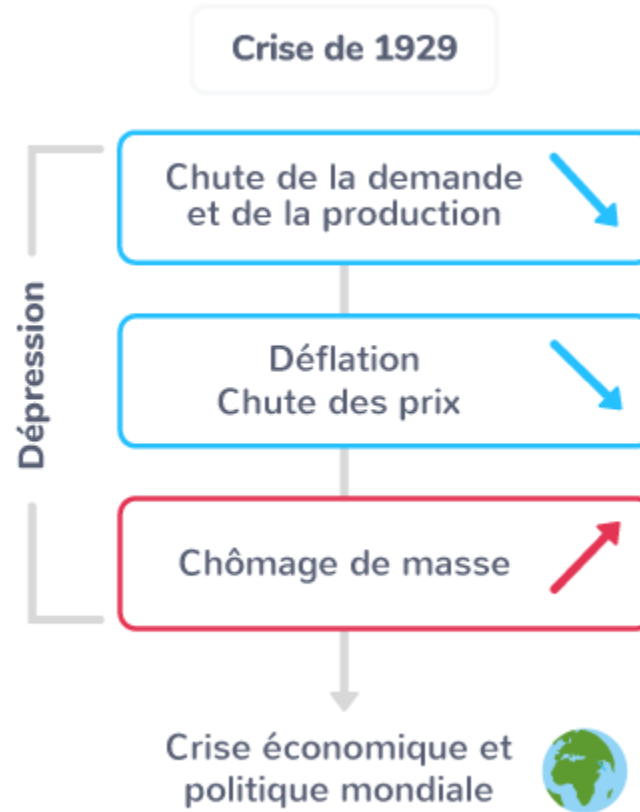 Crise de 1929
Chute de la demande
et de la production
Dépression
Déflation
Chute des prix
Chômage de masse
Crise économique et
politique mondiale